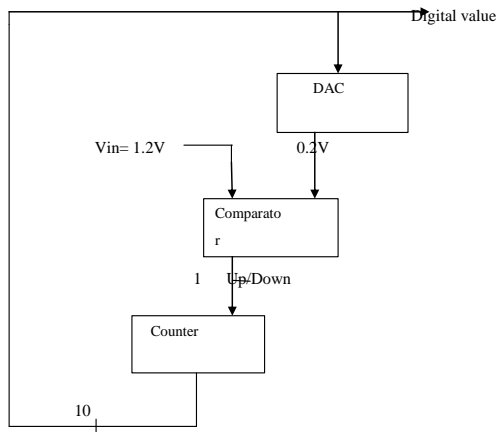 Digital value
DAC
Vin= 1.2V
0.2V
Comparato
r
1 Up/Down
Counter
10